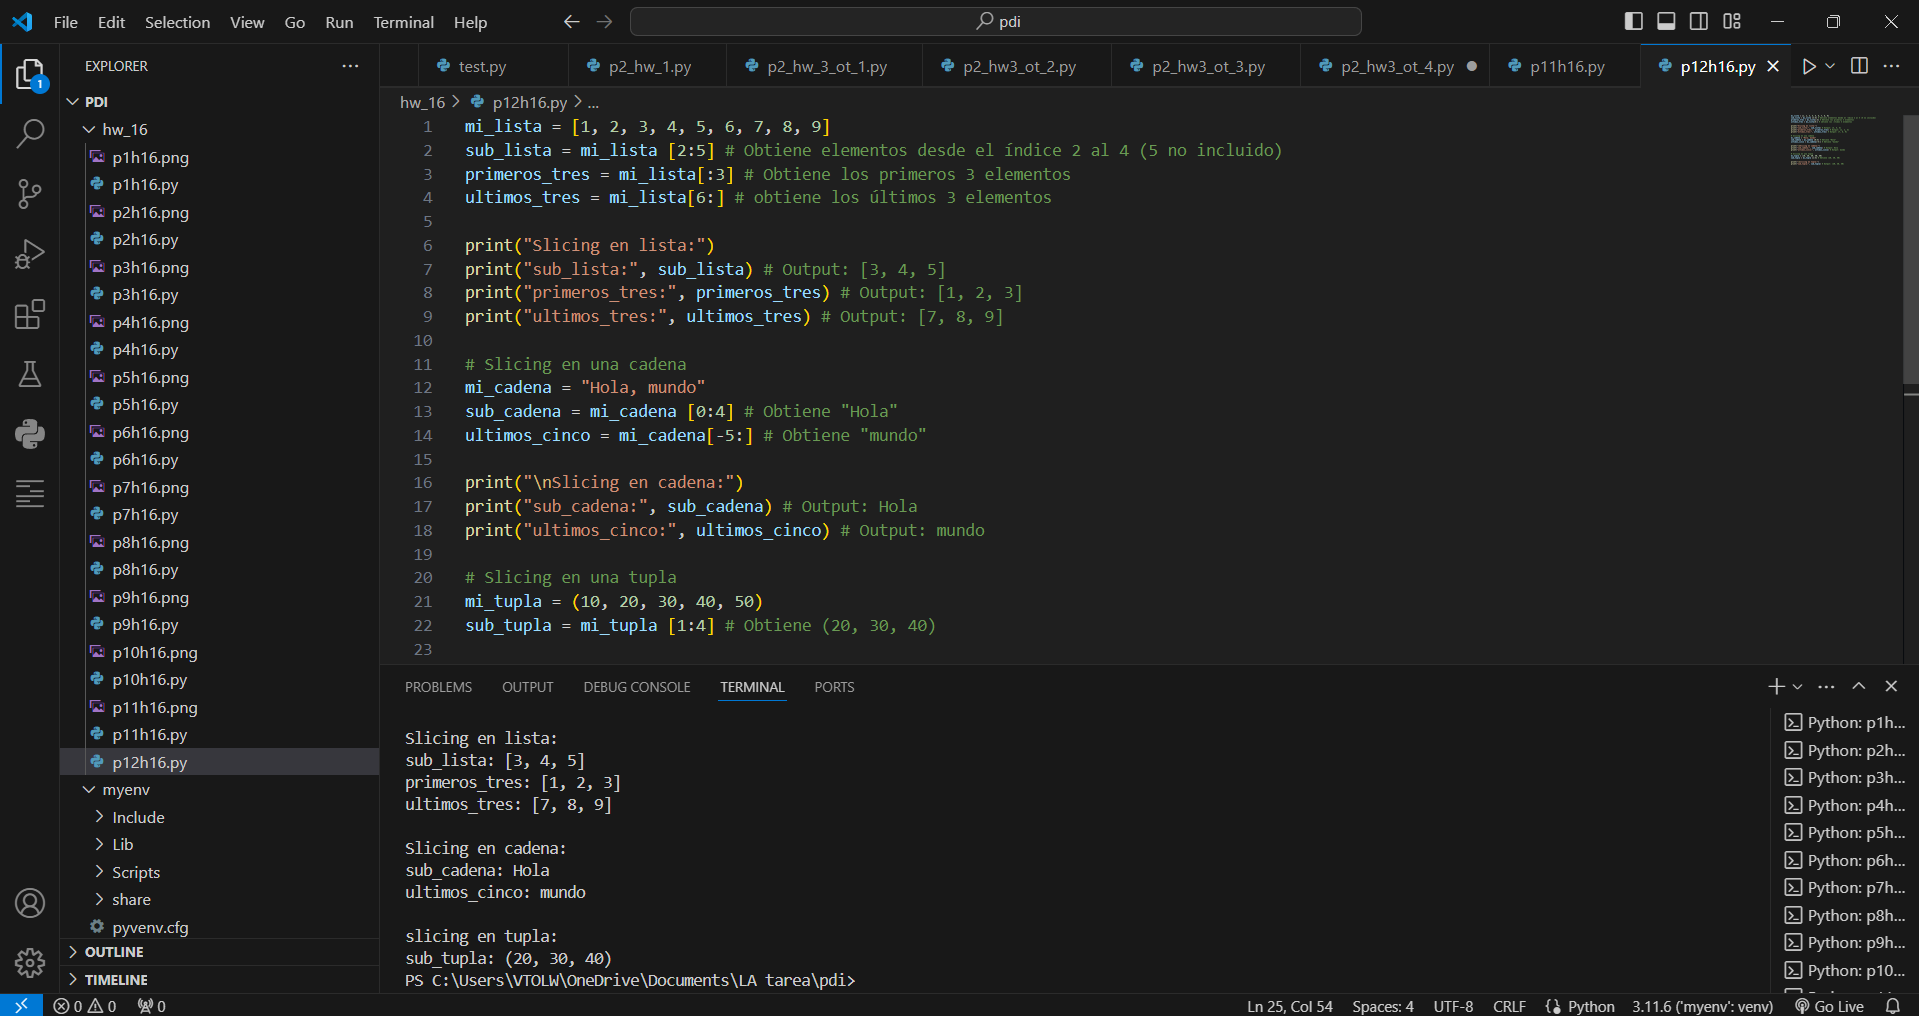 File Edit Selection View Go Run Terminal Help
pdi
EXPLORER
PDI
hw_16
p1h16.png
p1h16.py
p2h16.png
p2h16.py
p3h16.png
p3h16.py
p4h16.png
p4h16.py
p5h16.png
p5h16.py
p6h16.png
p6h16.py
p7h16.png
p7h16.py
p8h16.png
p8h16.py
p9h16.png
p9h16.py
p10h16.png
p10h16.py
p11h16.png
p11h16.py
p12h16.py
myenv
Include
Lib
Scripts
share
pyvenv.cfg
OUTLINE
TIMELINE
1
test.py p2_hw_1.py p2_hw_3_ot_1.py p2_hw3_ot_2.py p2_hw3_ot_3.py p2_hw3_ot_4.py p11h16.py p12h16.py
hw_16 > p12h16.py > ...
1 mi_lista = [1, 2, 3, 4, 5, 6, 7, 8, 9]
2 sub_lista = mi_lista [2:5] # Obtiene elementos desde el índice 2 al 4 (5 no incluido)
3 primeros_tres = mi_lista[:3] # Obtiene los primeros 3 elementos
4 ultimos_tres = mi_lista[6:] # obtiene los últimos 3 elementos
5
6 print("Slicing en lista:")
7 print("sub_lista:", sub_lista) # Output: [3, 4, 5]
8 print("primeros_tres:", primeros_tres) # Output: [1, 2, 3]
9 print("ultimos_tres:", ultimos_tres) # Output: [7, 8, 9]
10
11 # Slicing en una cadena
12 mi_cadena = "Hola, mundo"
13 sub_cadena = mi_cadena [0:4] # Obtiene "Hola"
14 ultimos_cinco = mi_cadena[-5:] # Obtiene "mundo"
15
16 print("\nSlicing en cadena:")
17 print("sub_cadena:", sub_cadena) # Output: Hola
18 print("ultimos_cinco:", ultimos_cinco) # Output: mundo
19
20 # Slicing en una tupla
21 mi_tupla = (10, 20, 30, 40, 50)
22 sub_tupla = mi_tupla [1:4] # Obtiene (20, 30, 40)
23
PROBLEMS OUTPUT DEBUG CONSOLE TERMINAL PORTS
Slicing en lista:
sub_lista: [3, 4, 5]
primeros_tres: [1, 2, 3]
ultimos_tres: [7, 8, 9]
Slicing en cadena:
sub_cadena: Hola
ultimos_cinco: mundo
slicing en tupla:
sub_tupla: (20, 30, 40)
PS C:\Users\VTOLW\OneDrive\Documents\LA tarea\pdi>
Python: p1h...
Python: p2h...
Python: p3h...
Python: p4h...
Python: p5h...
Python: p6h...
Python: p7h...
Python: p8h...
Python: p9h...
Python: p10...
0 0 0 Ln 25, Col 54 Spaces: 4 UTF-8 CRLF Python 3.11.6 ('myenv': venv) Go Live